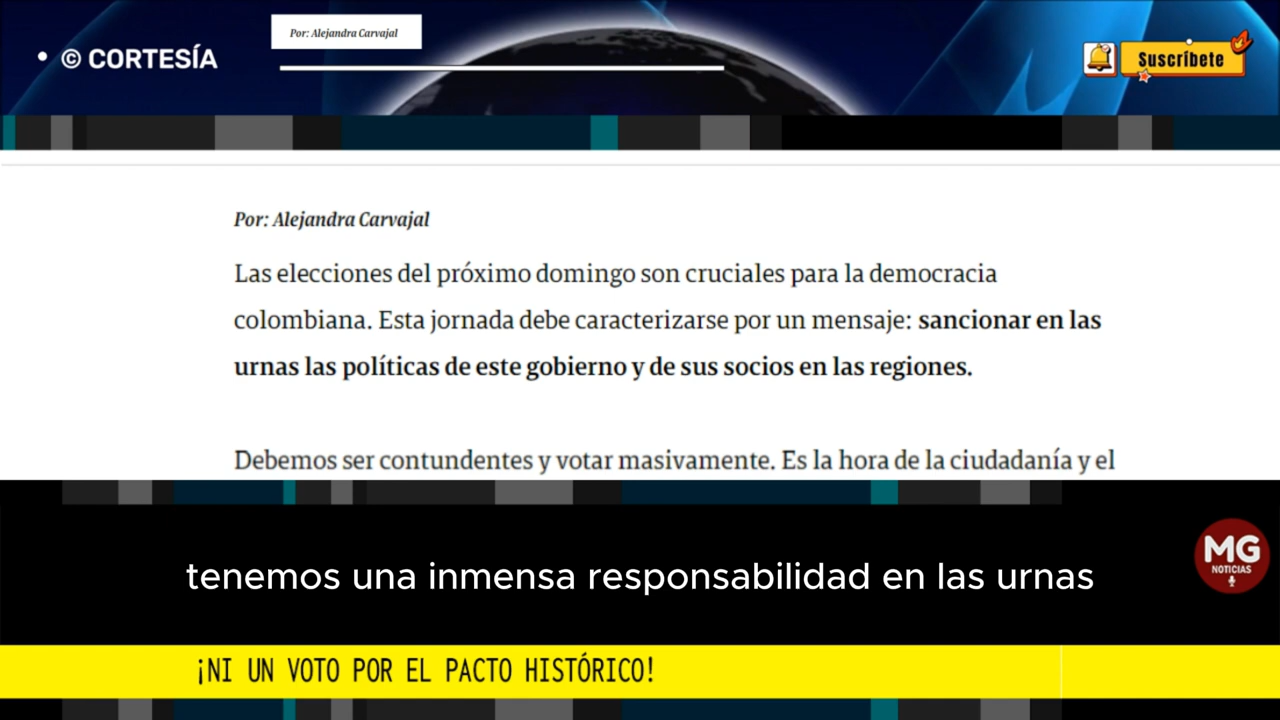 • © CORTESÍA
Por: Alejandra Carvajal
Suscríbete
Por: Alejandra Carvajal
Las elecciones del próximo domingo son cruciales para la democracia
colombiana. Esta jornada debe caracterizarse por un mensaje: sancionar en las
urnas las políticas de este gobierno y de sus socios en las regiones.
Debemos ser contundentes y votar masivamente. Es la hora de la ciudadanía y el
tenemos una inmensa responsabilidad en las urnas
MG
NOTICIAS
¡NI UN VOTO POR EL PACTO HISTÓRICO!